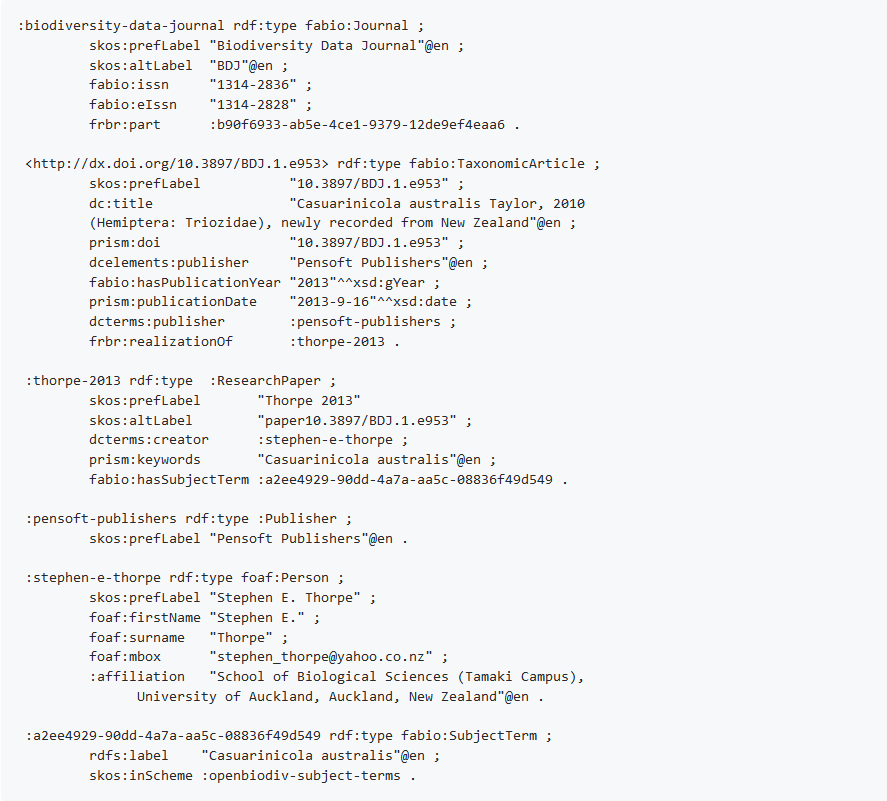 :biodiversity-data-journal rdf:type fabio:Journal ;
skos:prefLabel "Biodiversity Data Journal"@en ;
skos:altLabel "BDJ"@en ;
fabio:issn "1314-2836" ;
fabio:eIssn "1314-2828" ;
frbr:part :b90f6933-ab5e-4ce1-9379-12de9ef4eaa6 .
<http://dx.doi.org/10.3897/BDJ.1.e953> rdf:type fabio:TaxonomicArticle ;
skos:prefLabel "10.3897/BDJ.1.e953" ;
dc:title "Casuarinicola australis Taylor, 2010
(Hemiptera: Triozidae), newly recorded from New Zealand"@en ;
prism:doi "10.3897/BDJ.1.e953" ;
dcelements:publisher "Pensoft Publishers"@en ;
fabio:hasPublicationYear "2013"^^xsd:gYear ;
prism:publicationDate "2013-9-16"^^xsd:date ;
dcterms:publisher :pensoft-publishers ;
frbr:realizationOf :thorpe-2013 .
:thorpe-2013 rdf:type :ResearchPaper ;
skos:prefLabel "Thorpe 2013"
skos:altLabel "paper10.3897/BDJ.1.e953" ;
dcterms:creator :stephen-e-thorpe ;
prism:keywords "Casuarinicola australis"@en ;
fabio:hasSubjectTerm :a2ee4929-90dd-4a7a-aa5c-08836f49d549 .
:pensoft-publishers rdf:type :Publisher ;
skos:prefLabel "Pensoft Publishers"@en .
:stephen-e-thorpe rdf:type foaf:Person ;
skos:prefLabel "Stephen E. Thorpe" ;
foaf:firstName "Stephen E." ;
foaf:surname "Thorpe" ;
foaf:mbox "stephen_thorpe@yahoo.co.nz" ;
:affiliation "School of Biological Sciences (Tamaki Campus),
University of Auckland, Auckland, New Zealand"@en .
:a2ee4929-90dd-4a7a-aa5c-08836f49d549 rdf:type fabio:SubjectTerm ;
rdfs:label "Casuarinicola australis"@en ;
skos:inScheme :openbiodiv-subject-terms .